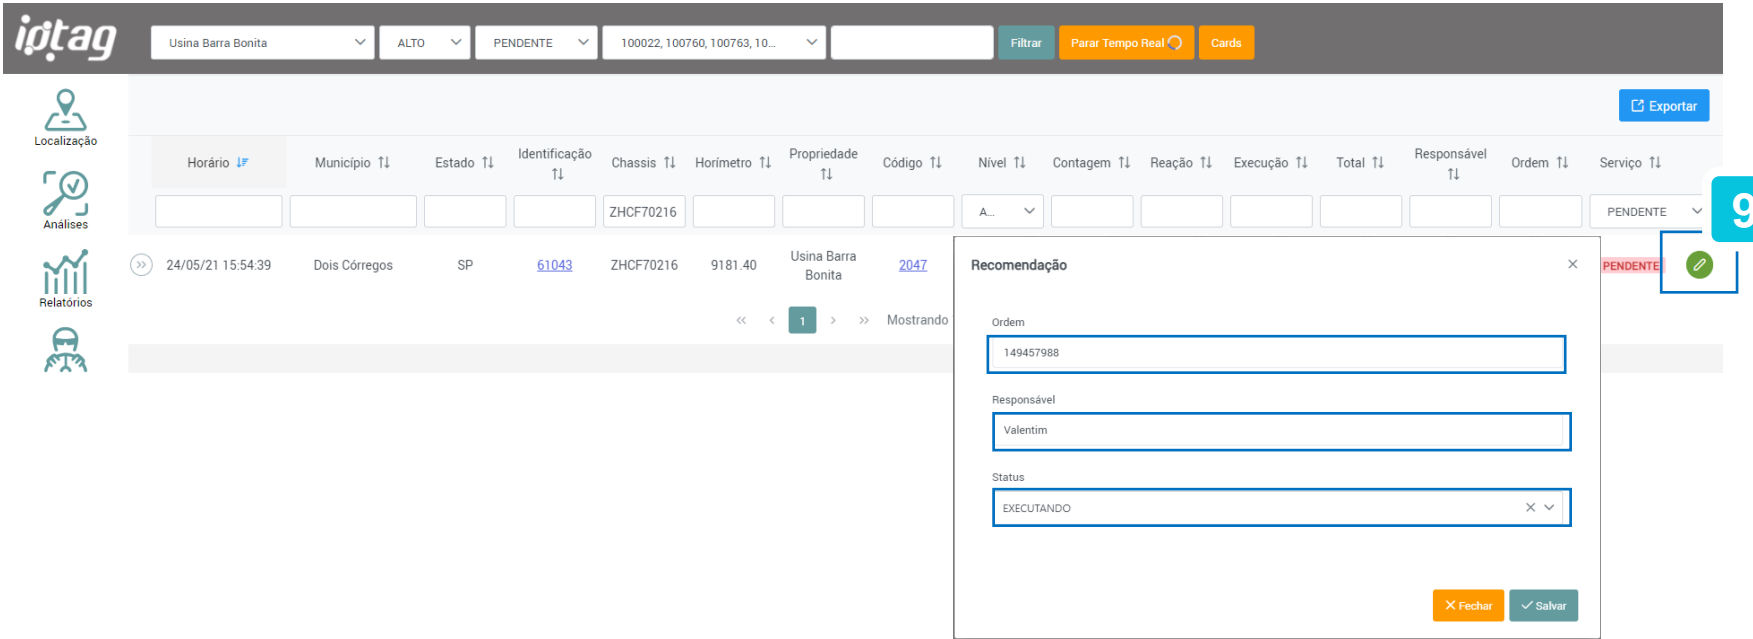 iotag
Usina Barra Bonita
ALTO
PENDENTE
100022, 100760, 100763, 10...
Filtrar
Parar Tempo Real
Cards
Localização
Análises
Relatórios
Exportar
Horário
Município
Estado
Identificação
Chassis
Horímetro
Propriedade
Código
Nível
Contagem
Reação
Execução
Total
Responsável
Ordem
Serviço
ZHCF70216
A...
PENDENTE
9
24/05/21 15:54:39
Dois Córregos
SP
61043
ZHCF70216
9181.40
Usina Barra
Bonita
2047
PENDENTE
« < 1 > »
Mostrando
Recomendação
Ordem
149457988
Responsável
Valentim
Status
EXECUTANDO
Fechar
Salvar